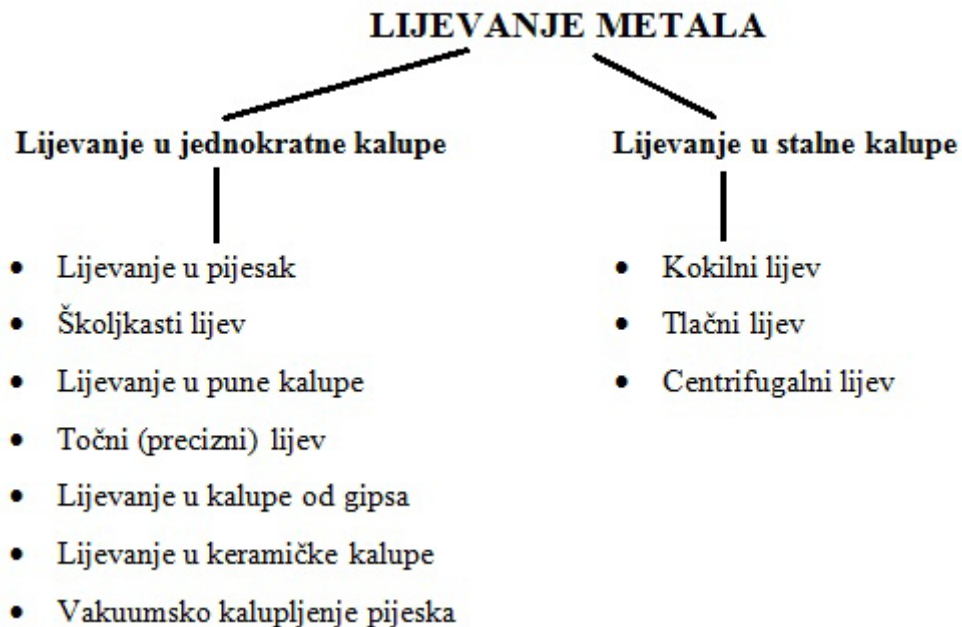 LIJEVANJE METALA
Lijevanje u jednokratne kalupe
Lijevanje u pijesak
Školjkasti lijev
Lijevanje u pune kalupe
Točni (precizni) lijev
Lijevanje u kalupe od gipsa
Lijevanje u keramičke kalupe
Vakuumsko kalupljenje pijeska
Lijevanje u stalne kalupe
Kokilni lijev
Tlačni lijev
Centrifugalni lijev